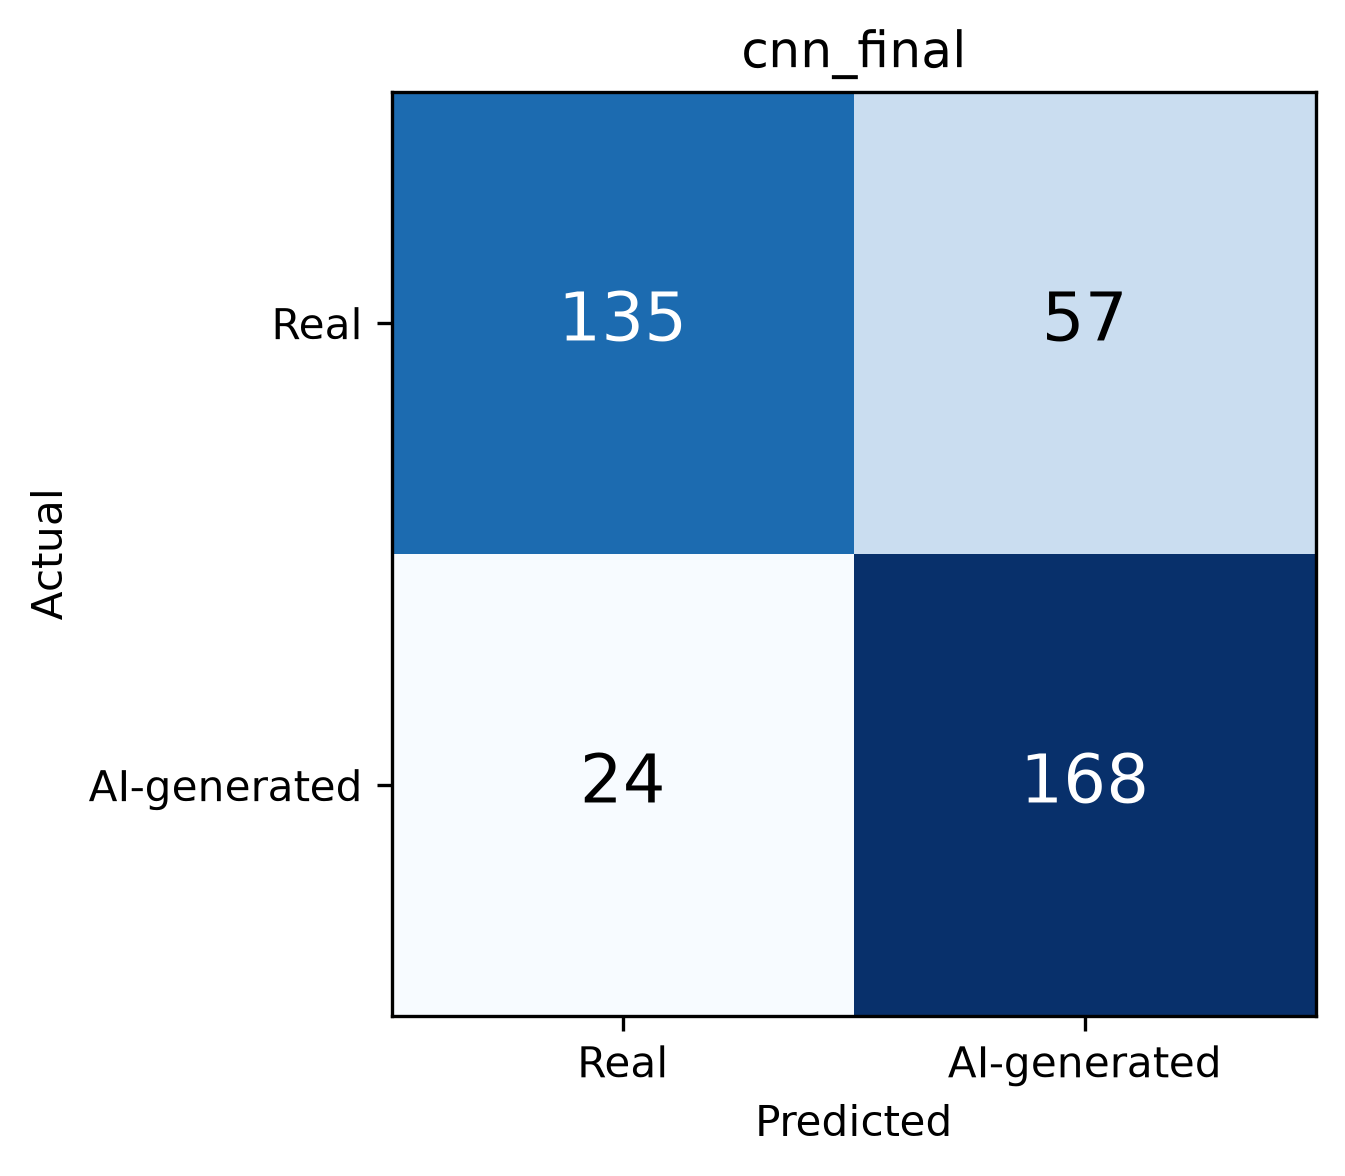 cnn_final
Real
135
57
Actual
AI-generated
24
168
Real
AI-generated
Predicted